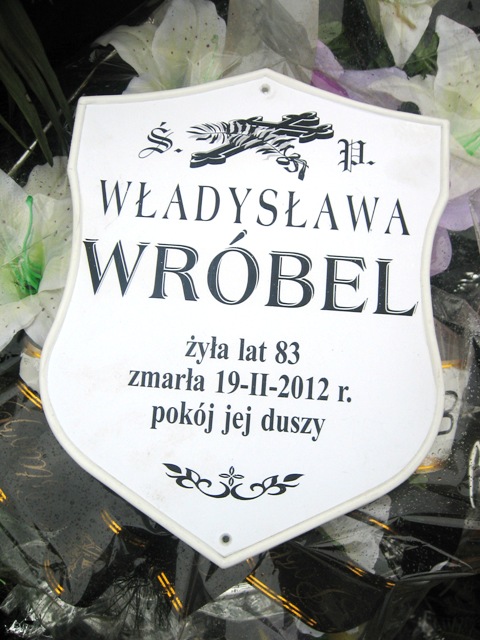 Ś. P.
WŁADYSŁAWA
WRÓBEL
żyła lat 83
zmarła 19-II-2012 r.
pokój jej duszy